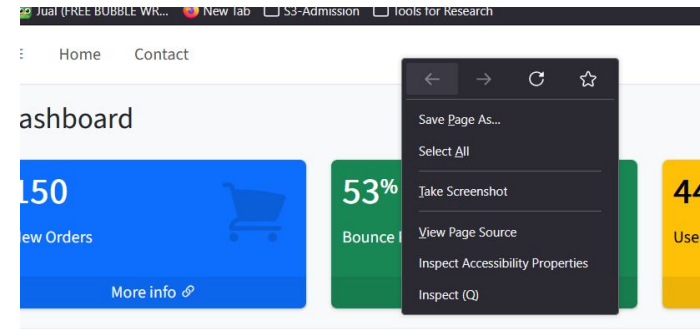 Jual (FREE BUBBLE WR... New Tab S3-Admission Tools for Research
Home Contact
ashboard
150
New Orders
More info
53%
Bounce
44
Use
Save Page As...
Select All
Take Screenshot
View Page Source
Inspect Accessibility Properties
Inspect (Q)